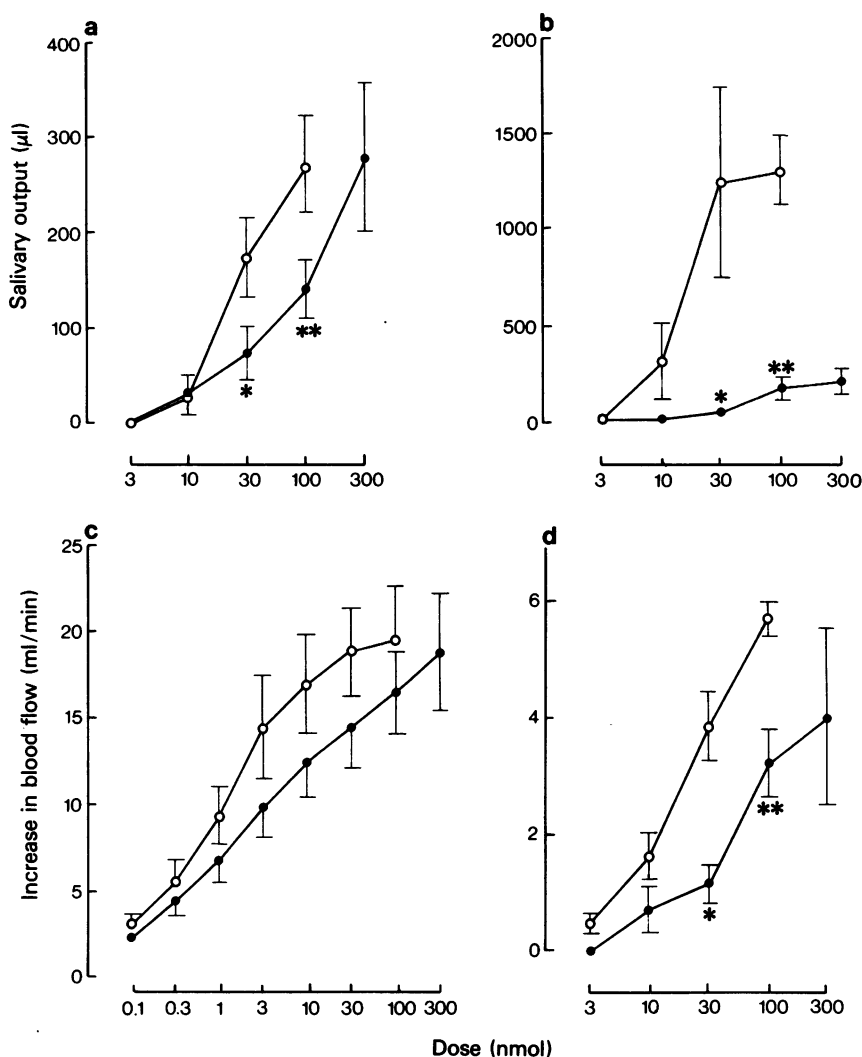 a
400
300
200
100
0
Salivary output (µl)
*
**
3 10 30 100 300
b
2000
1500
1000
500
0
*
**
3 10 30 100 300
c
25
20
15
10
5
0
Increase in blood flow (ml/min)
0.1 0.3 1 3 10 30 100 300
d
6
4
2
0
*
**
3 10 30 100 300
Dose (nmol)